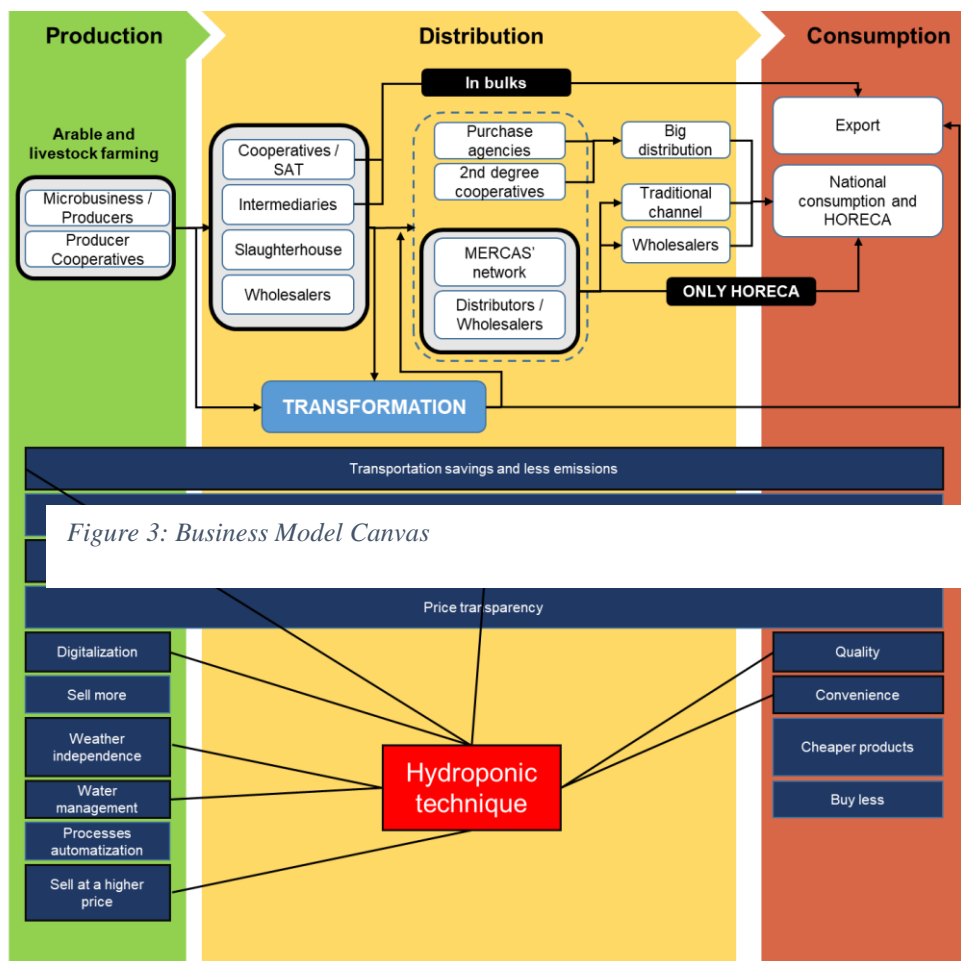 Production
Distribution
Consumption
In bulks
Arable and
livestock farming
Microbusiness /
Producers
Producer
Cooperatives
Cooperatives /
SAT
Intermediaries
Slaughterhouse
Wholesalers
Purchase
agencies
2nd degree
cooperatives
MERCAS'
network
Distributors /
Wholesalers
Big
distribution
Traditional
channel
Wholesalers
Export
National
consumption and
HORECA
ONLY HORECA
TRANSFORMATION
Transportation savings and less emissions
Figure 3: Business Model Canvas
Price transparency
Digitalization
Sell more
Weather
independence
Water
management
Processes
automatization
Sell at a higher
price
Hydroponic
technique
Quality
Convenience
Cheaper products
Buy less